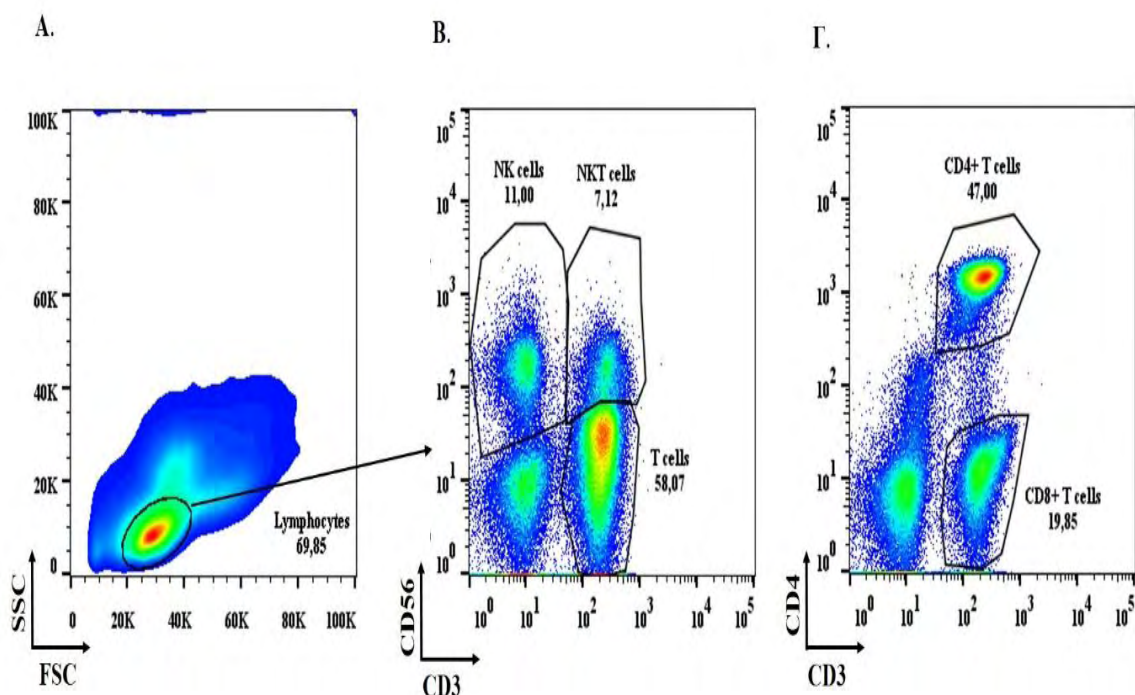 A.
B.
Γ.
100K
80K
60K
40K
20K
0
Lymphocytes
69,85
0 20K 40K 60K 80K 100K
SSC
FSC
10^5
10^4
10^3
10^2
10^1
10^0
NK cells
11,00
NKT cells
7,12
T cells
58,07
10^0 10^1 10^2 10^3 10^4 10^5
CD56
CD3
10^5
10^4
10^3
10^2
10^1
10^0
CD4+ T cells
47,00
CD8+ T cells
19,85
10^0 10^1 10^2 10^3 10^4 10^5
CD4
CD3